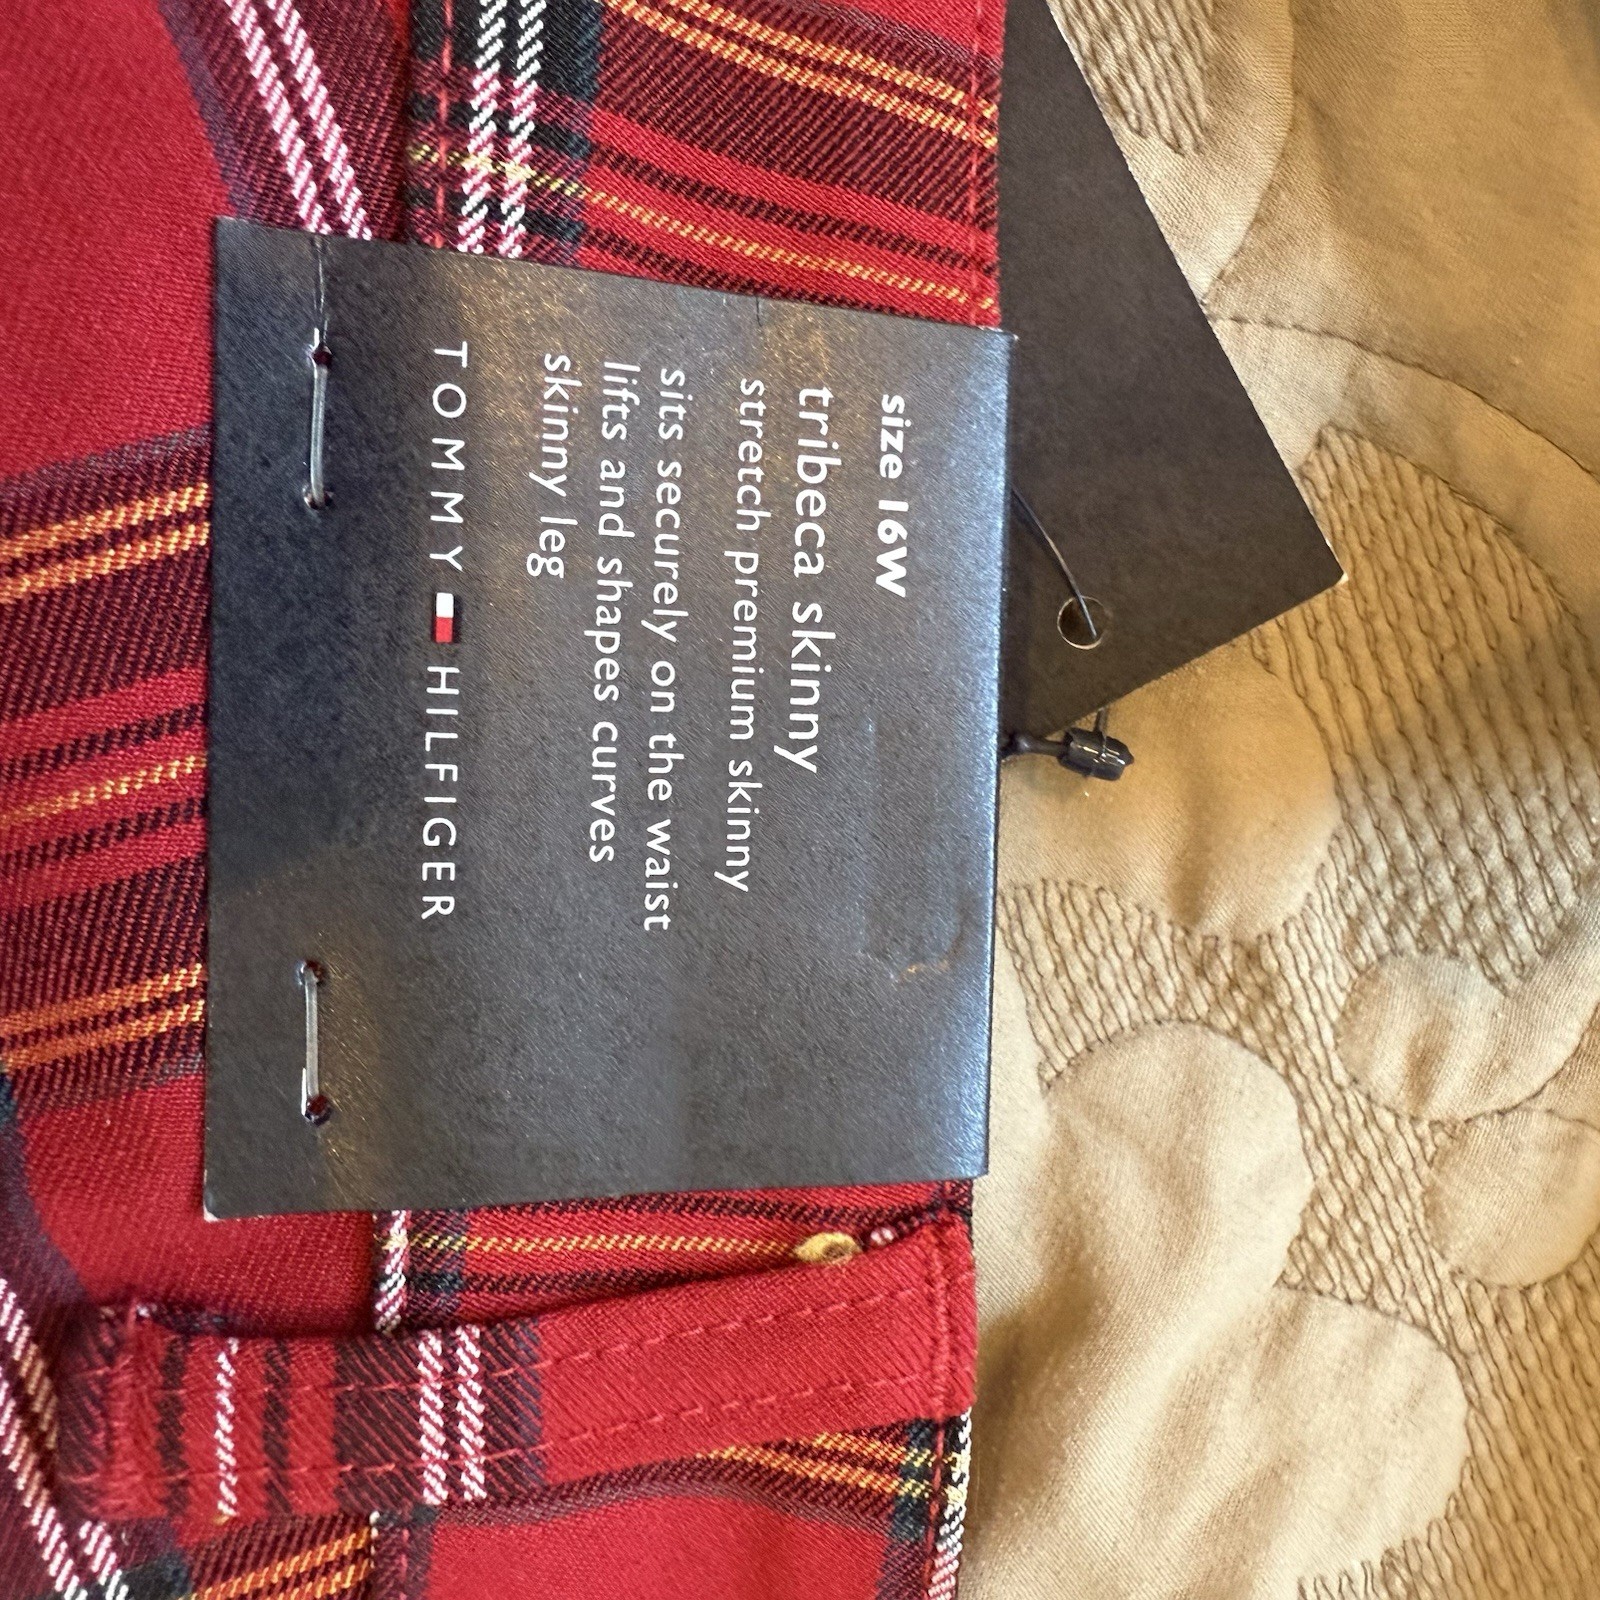 size 16W
tribeca skinny
stretch premium skinny
sits securely on the waist
lifts and shapes curves
skinny leg
TOMMY HILFIGER